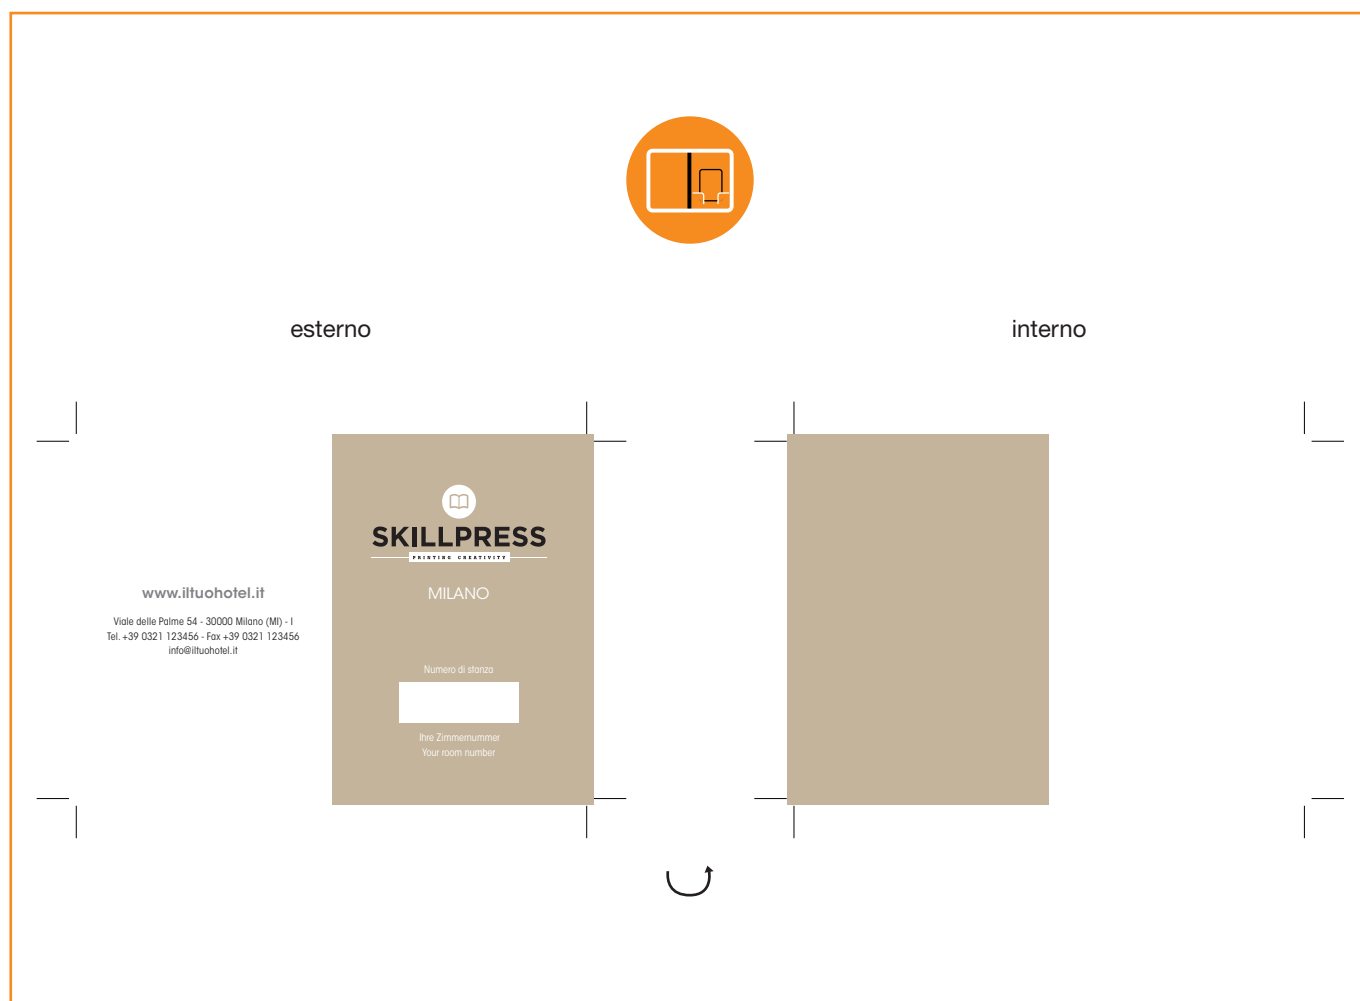 esterno
interno
SKILLPRESS
PRINTING CREATIVITY
MILANO
www.iltuohotel.it
Viale delle Palme 54 - 30000 Milano (MI) - I
Tel. +39 0321 123456 - Fax +39 0321 123456
info@iltuohotel.it
Numero di stanza
Ihre Zimmernummer
Your room number